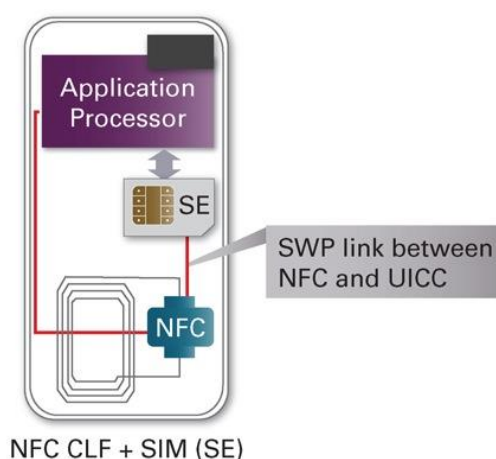 Application
Processor
SE
SWP link between
NFC and UICC
NFC
NFC CLF + SIM (SE)